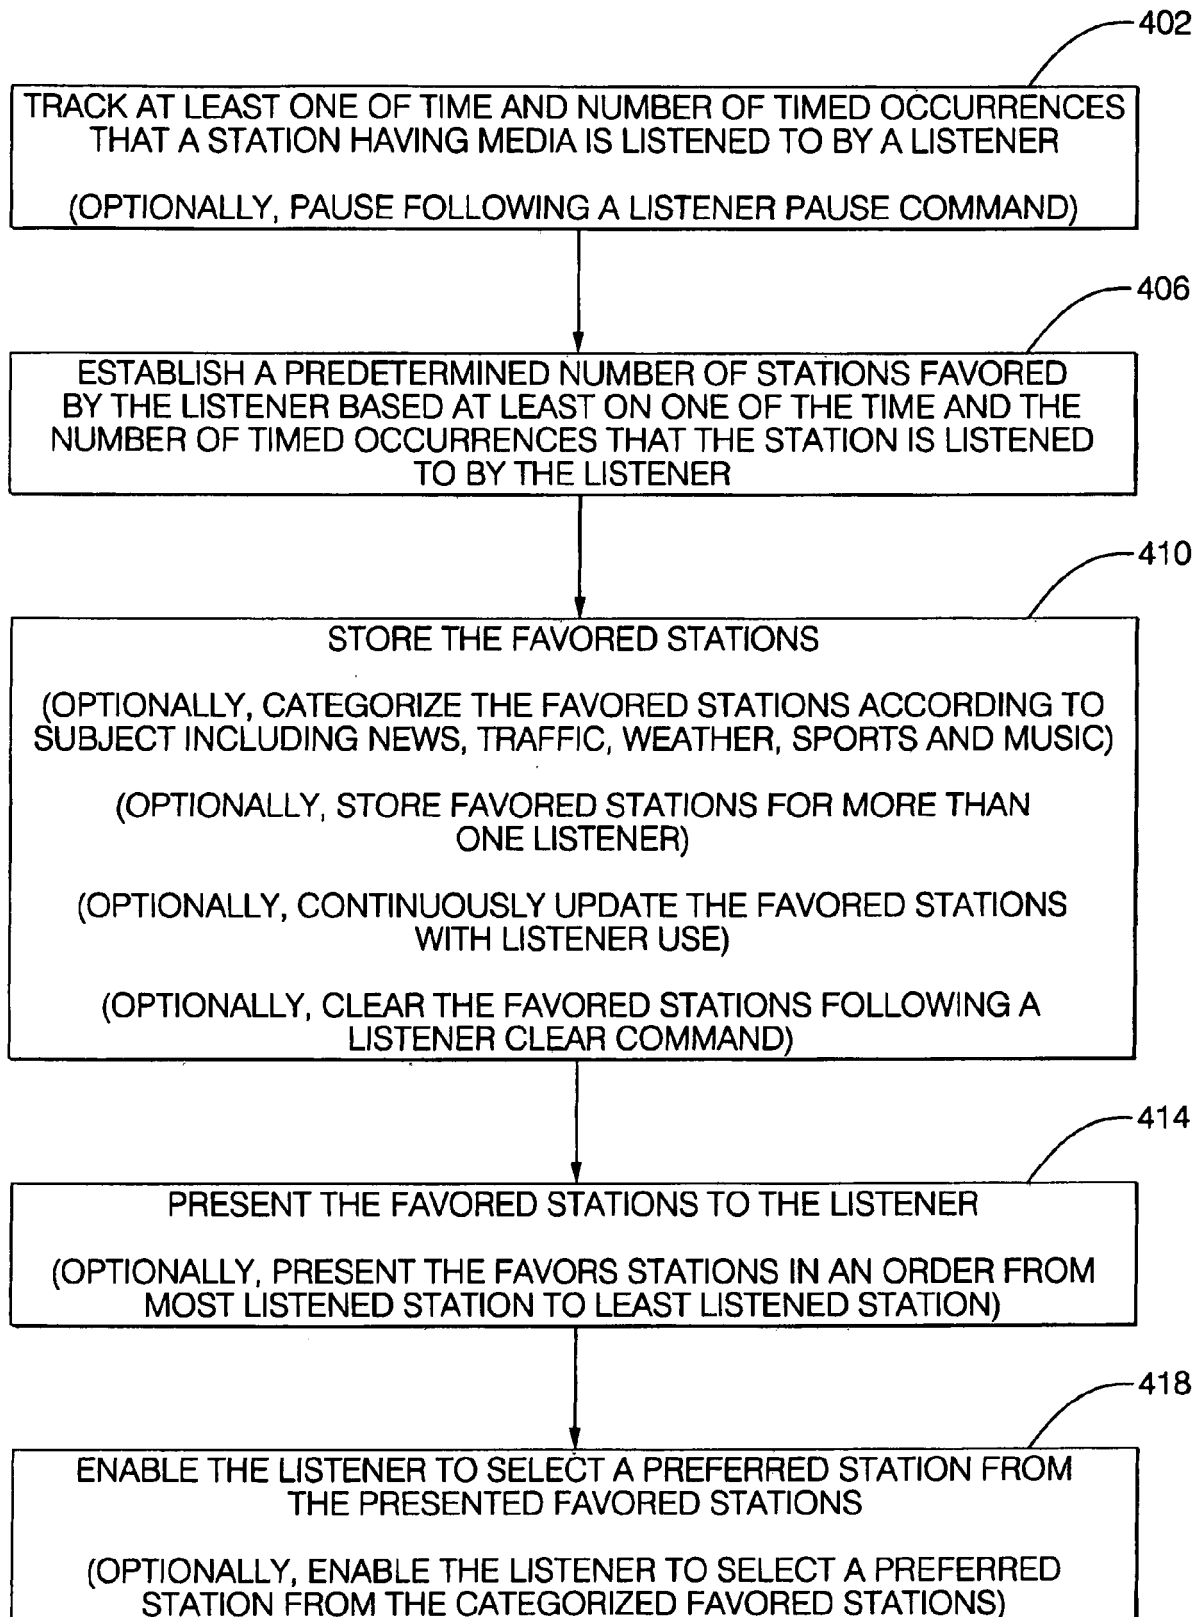 402
TRACK AT LEAST ONE OF TIME AND NUMBER OF TIMED OCCURRENCES
THAT A STATION HAVING MEDIA IS LISTENED TO BY A LISTENER
(OPTIONALLY, PAUSE FOLLOWING A LISTENER PAUSE COMMAND)
406
ESTABLISH A PREDETERMINED NUMBER OF STATIONS FAVORED
BY THE LISTENER BASED AT LEAST ON ONE OF THE TIME AND THE
NUMBER OF TIMED OCCURRENCES THAT THE STATION IS LISTENED
TO BY THE LISTENER
410
STORE THE FAVORED STATIONS
(OPTIONALLY, CATEGORIZE THE FAVORED STATIONS ACCORDING TO
SUBJECT INCLUDING NEWS, TRAFFIC, WEATHER, SPORTS AND MUSIC)
(OPTIONALLY, STORE FAVORED STATIONS FOR MORE THAN
ONE LISTENER)
(OPTIONALLY, CONTINUOUSLY UPDATE THE FAVORED STATIONS
WITH LISTENER USE)
(OPTIONALLY, CLEAR THE FAVORED STATIONS FOLLOWING A
LISTENER CLEAR COMMAND)
414
PRESENT THE FAVORED STATIONS TO THE LISTENER
(OPTIONALLY, PRESENT THE FAVORS STATIONS IN AN ORDER FROM
MOST LISTENED STATION TO LEAST LISTENED STATION)
418
ENABLE THE LISTENER TO SELECT A PREFERRED STATION FROM
THE PRESENTED FAVORED STATIONS
(OPTIONALLY, ENABLE THE LISTENER TO SELECT A PREFERRED
STATION FROM THE CATEGORIZED FAVORED STATIONS)